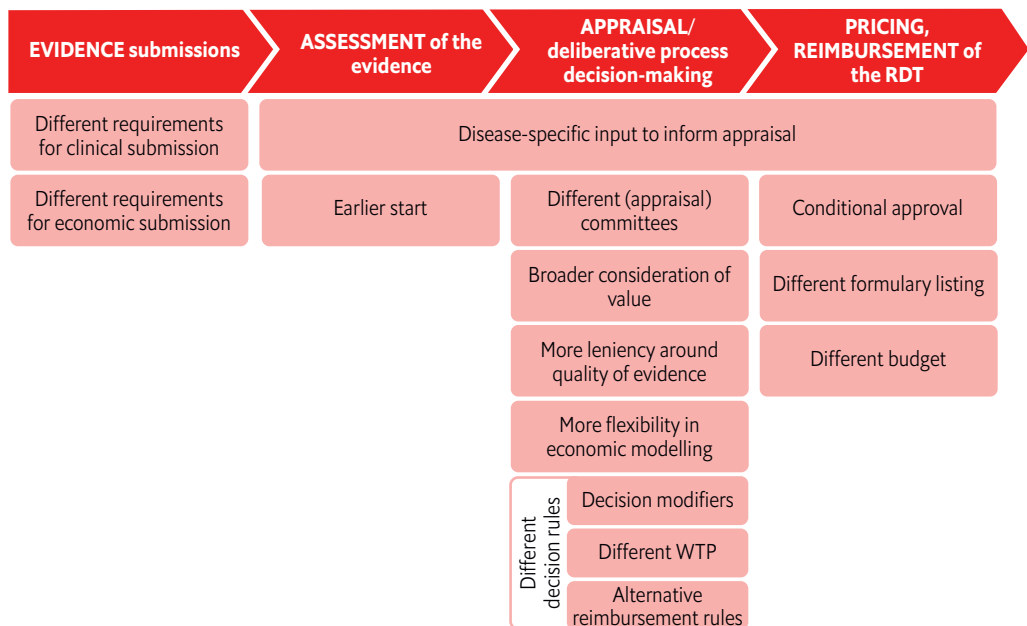 EVIDENCE submissions
ASSESSMENT of the
evidence
APPRAISAL/
deliberative process
decision-making
PRICING,
REIMBURSEMENT of
the RDT
Different requirements
for clinical submission
Disease-specific input to inform appraisal
Different requirements
for economic submission
Earlier start
Different (appraisal)
committees
Conditional approval
Broader consideration of
value
Different formulary listing
More leniency around
quality of evidence
Different budget
More flexibility in
economic modelling
Different
decision rules
Decision modifiers
Different WTP
Alternative
reimbursement rules